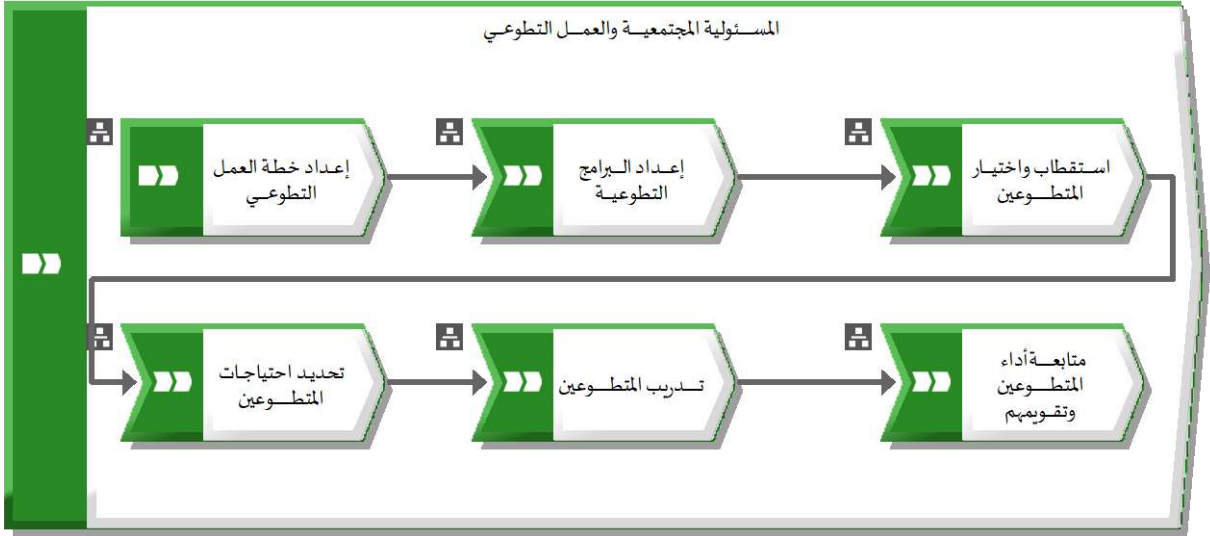 المسئولية المجتمعية والعمل التطوعي
إعداد خطة العمل
التطوعي
إعداد البرامج
التطوعية
استقطاب واختيار
المتطوعين
تحديد احتياجات
المتطوعين
تدريب المتطوعين
متابعة أداء
المتطوعين
وتقويمهم